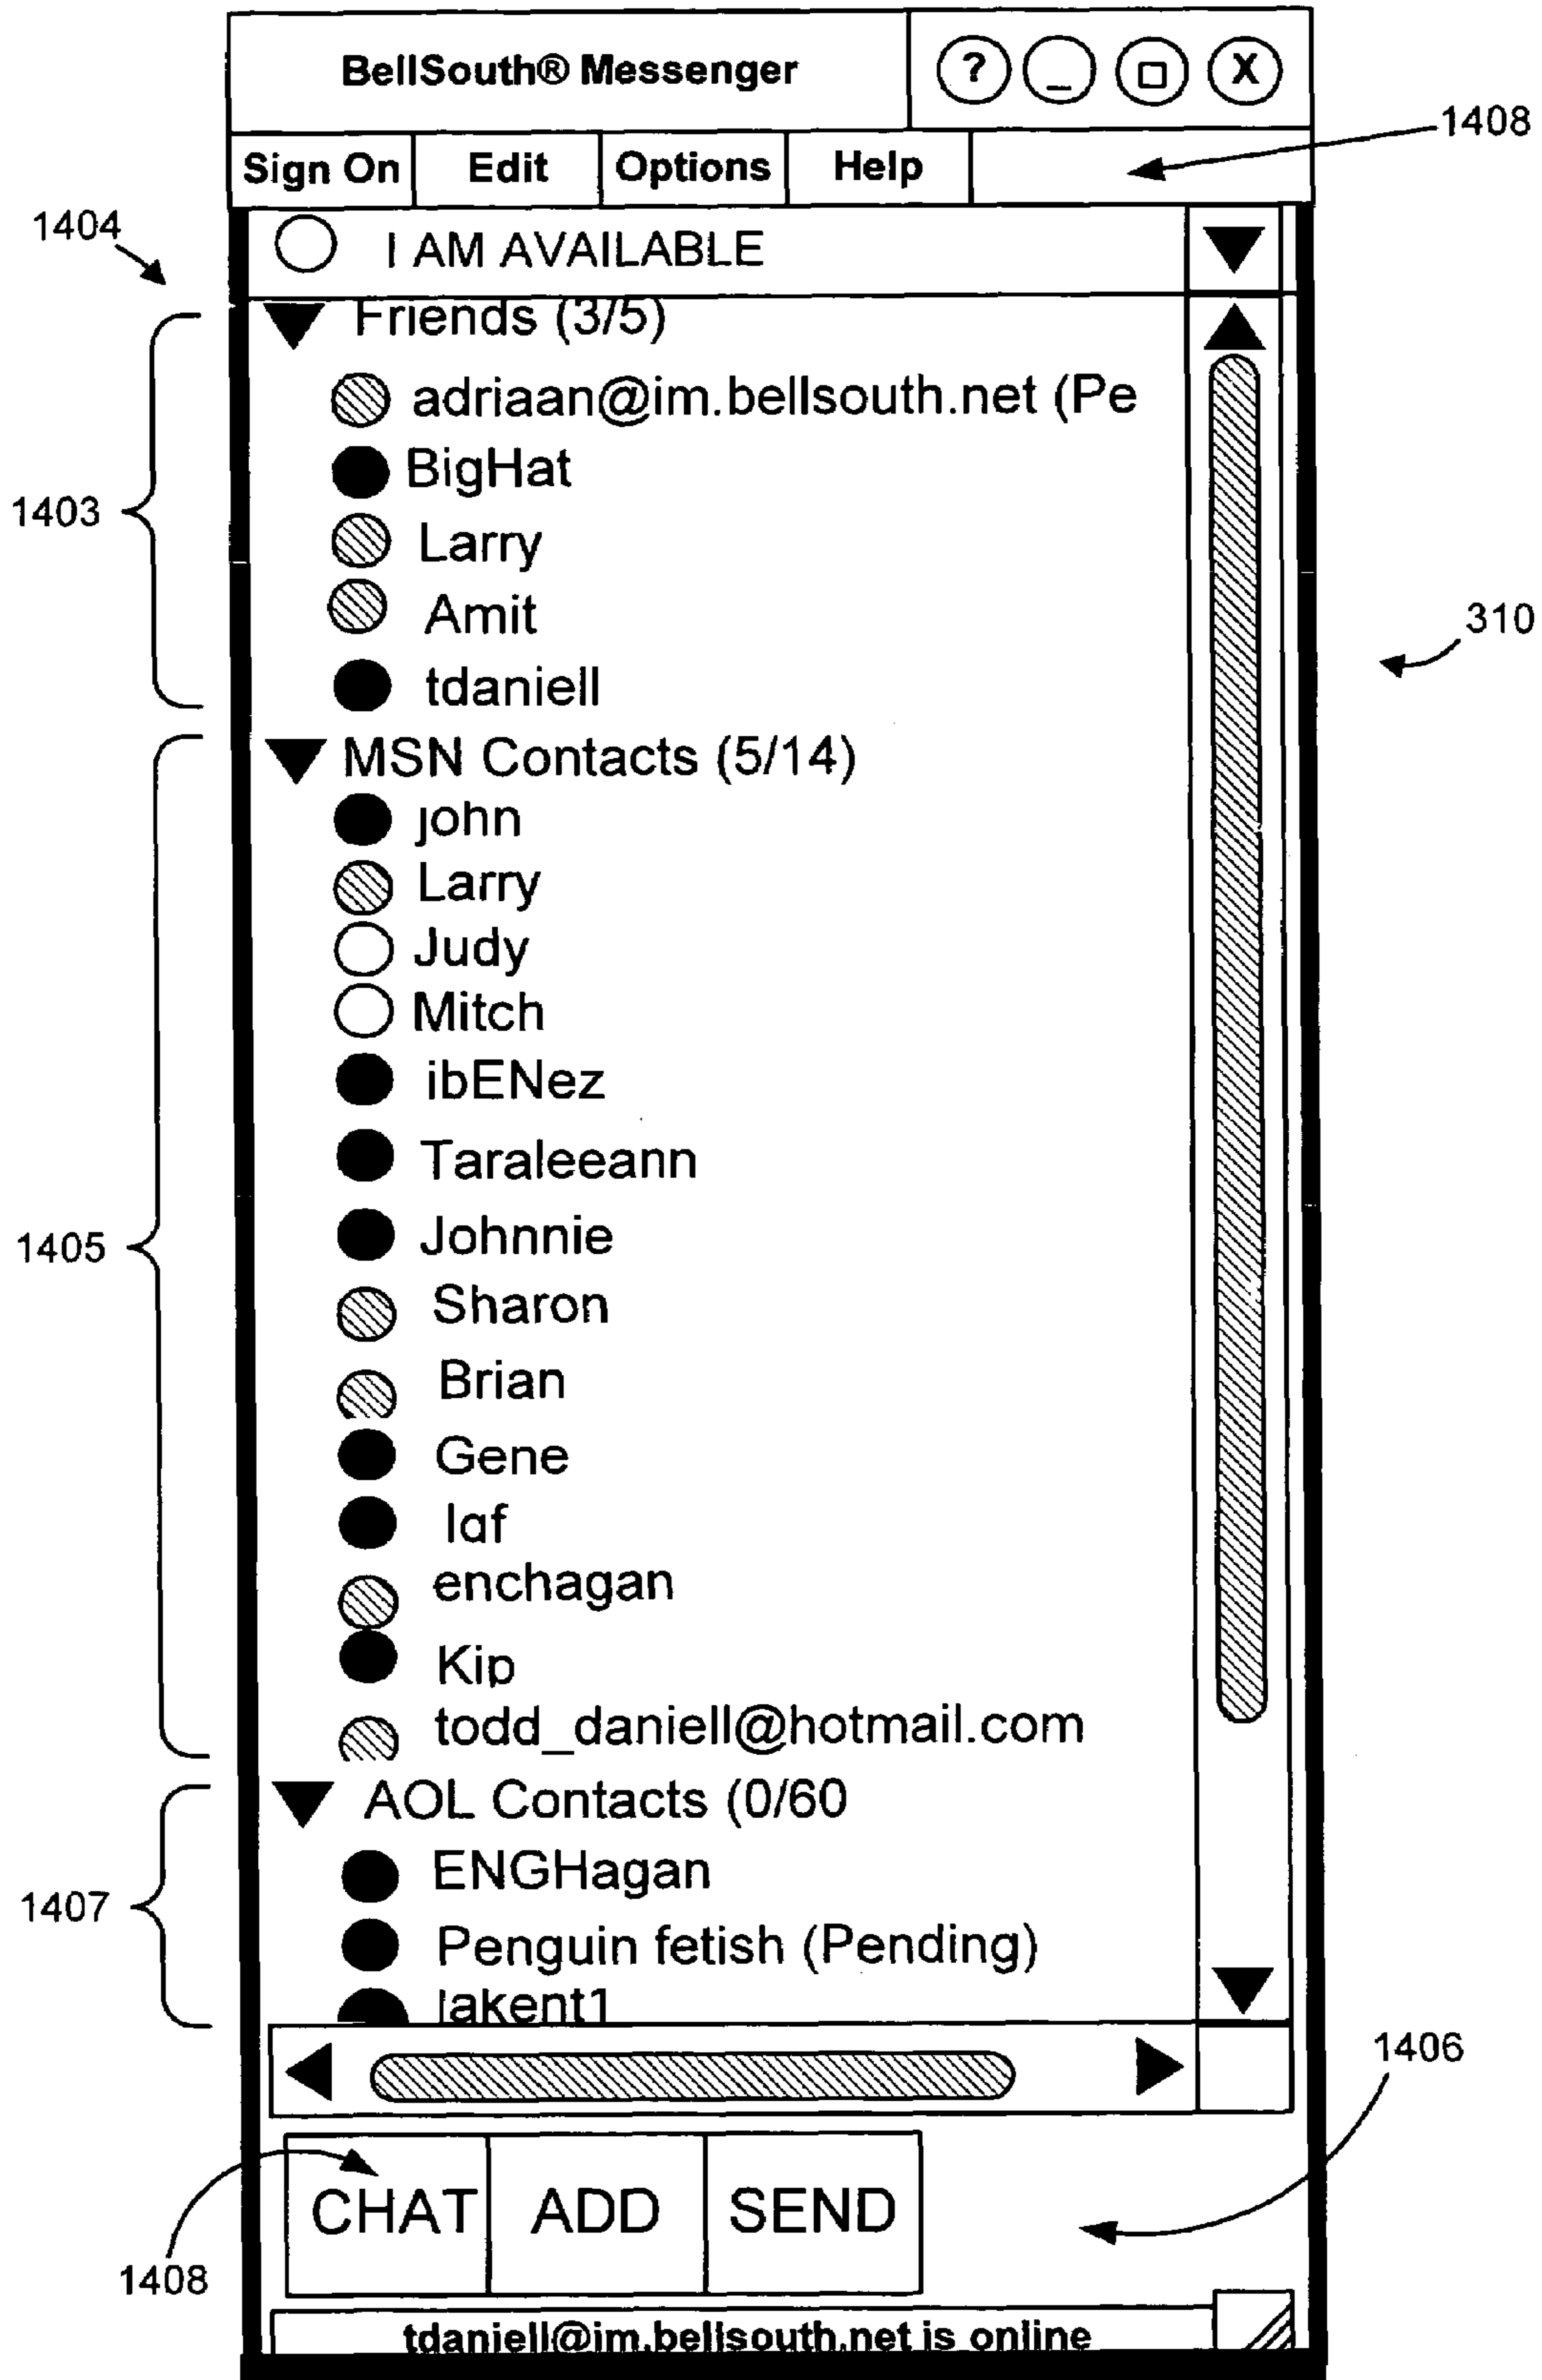 BellSouth® Messenger ? _ □ X
1408
Sign On Edit Options Help
1404
I AM AVAILABLE
Friends (3/5)
adriaan@im.bellsouth.net (Pe
BigHat
1403
Larry
Amit
310
tdaniell
MSN Contacts (5/14)
john
Larry
Judy
Mitch
ibENez
Taraleeann
1405
Johnnie
Sharon
Brian
Gene
enchagan
Kip
todd_daniell@hotmail.com
AOL Contacts (0/60
ENGHagan
1407
Penguin fetish (Pending)
lakent1
1406
CHAT ADD SEND
1408
tdaniell@im.bellsouth.net is online